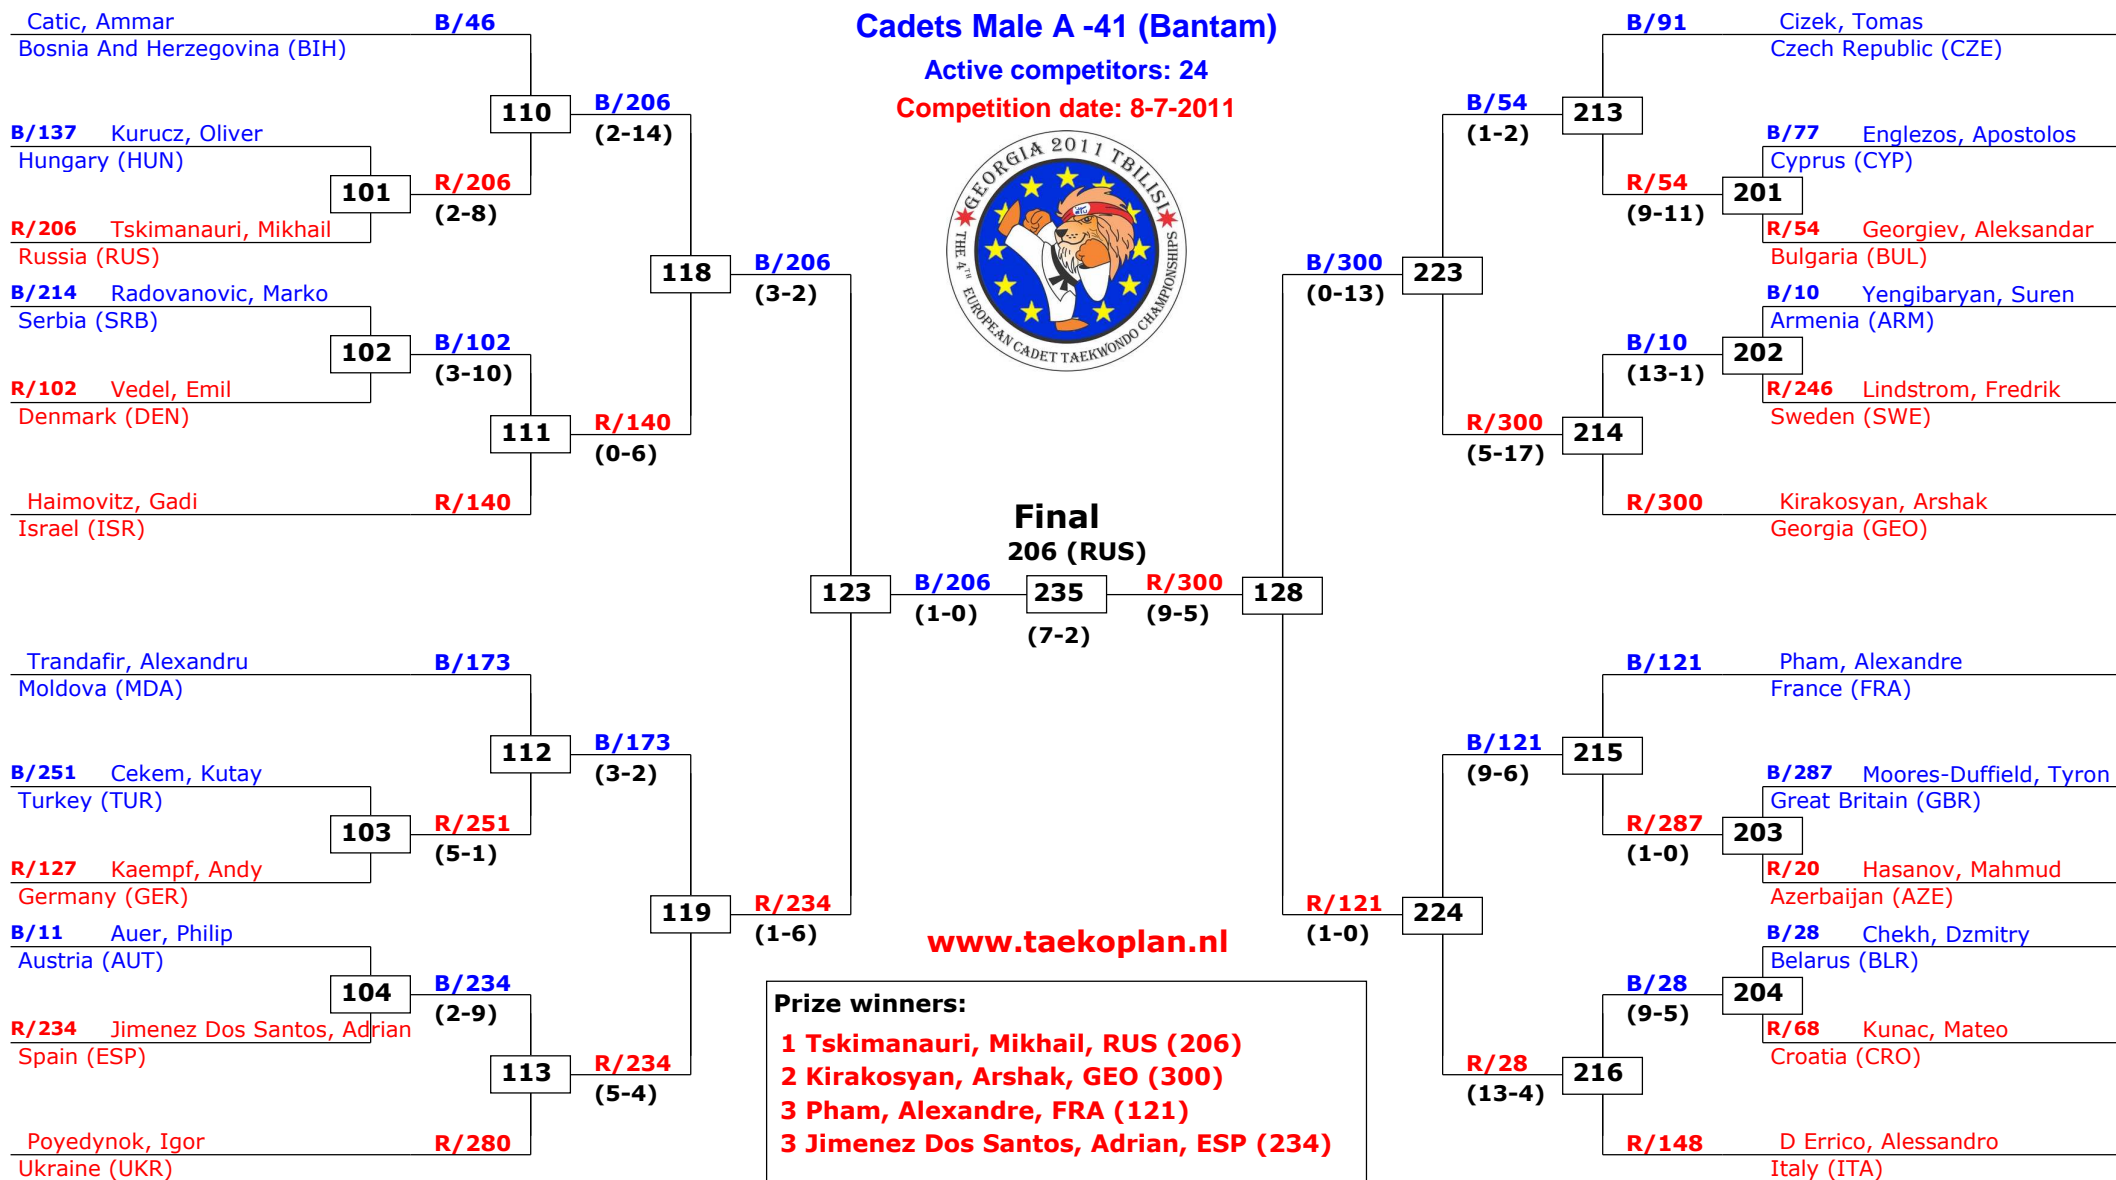 Cadets Male A -41 (Bantam)
Active competitors: 24
Competition date: 8-7-2011
GEORGIA 2011 TBILISI
THE 4TH EUROPEAN CADET TAEKWONDO CHAMPIONSHIPS
Catic, Ammar B/46
Bosnia And Herzegovina (BIH)
110 B/206
(2-14)
B/137 Kurucz, Oliver
Hungary (HUN)
101 R/206
(2-8)
R/206 Tskimanauri, Mikhail
Russia (RUS)
118 B/206
(3-2)
B/214 Radovanovic, Marko
Serbia (SRB)
102 B/102
(3-10)
R/102 Vedel, Emil
Denmark (DEN)
111 R/140
(0-6)
Haimovitz, Gadi R/140
Israel (ISR)
123 B/206
(1-0)
Trandafir, Alexandru B/173
Moldova (MDA)
112 B/173
(3-2)
B/251 Cekem, Kutay
Turkey (TUR)
103 R/251
(5-1)
R/127 Kaempf, Andy
Germany (GER)
119 R/234
(1-6)
B/11 Auer, Philip
Austria (AUT)
104 B/234
(2-9)
R/234 Jimenez Dos Santos, Adrian
Spain (ESP)
113 R/234
(5-4)
Poyedynok, Igor R/280
Ukraine (UKR)
Final
206 (RUS)
235
(7-2)
B/91 Cizek, Tomas
Czech Republic (CZE)
B/54 213
(1-2)
B/77 Englezos, Apostolos
Cyprus (CYP)
R/54 201
(9-11)
R/54 Georgiev, Aleksandar
Bulgaria (BUL)
B/300 223
(0-13)
B/10 Yengibaryan, Suren
Armenia (ARM)
B/10 202
(13-1)
R/246 Lindstrom, Fredrik
Sweden (SWE)
R/300 214
(5-17)
R/300 Kirakosyan, Arshak
Georgia (GEO)
R/300 128
(9-5)
B/121 Pham, Alexandre
France (FRA)
B/121 215
(9-6)
B/287 Moores-Duffield, Tyron
Great Britain (GBR)
R/287 203
(1-0)
R/20 Hasanov, Mahmud
Azerbaijan (AZE)
R/121 224
(1-0)
B/28 Chekh, Dzmitry
Belarus (BLR)
B/28 204
(9-5)
R/68 Kunac, Mateo
Croatia (CRO)
R/28 216
(13-4)
R/148 D Errico, Alessandro
Italy (ITA)
www.taekoplan.nl
Prize winners:
1 Tskimanauri, Mikhail, RUS (206)
2 Kirakosyan, Arshak, GEO (300)
3 Pham, Alexandre, FRA (121)
3 Jimenez Dos Santos, Adrian, ESP (234)